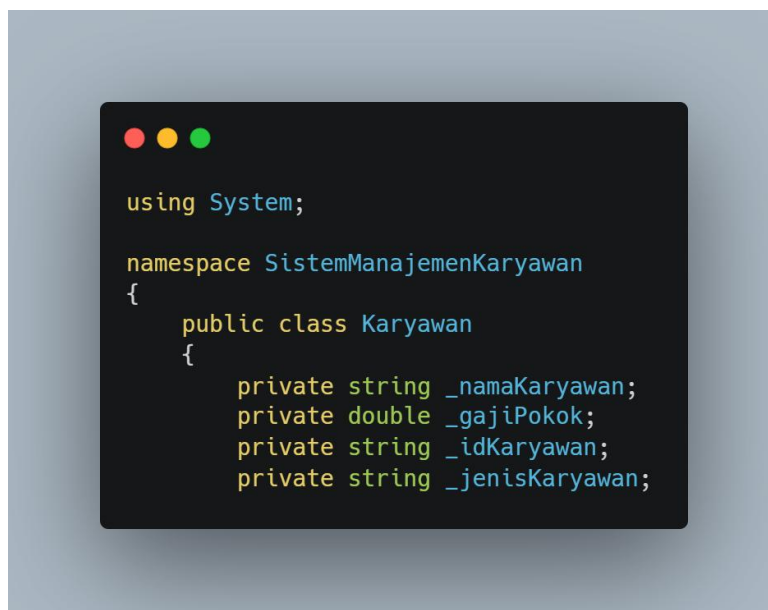 using System;
namespace SistemManajemenKaryawan
{
    public class Karyawan
    {
        private string _namaKaryawan;
        private double _gajiPokok;
        private string _idKaryawan;
        private string _jenisKaryawan;